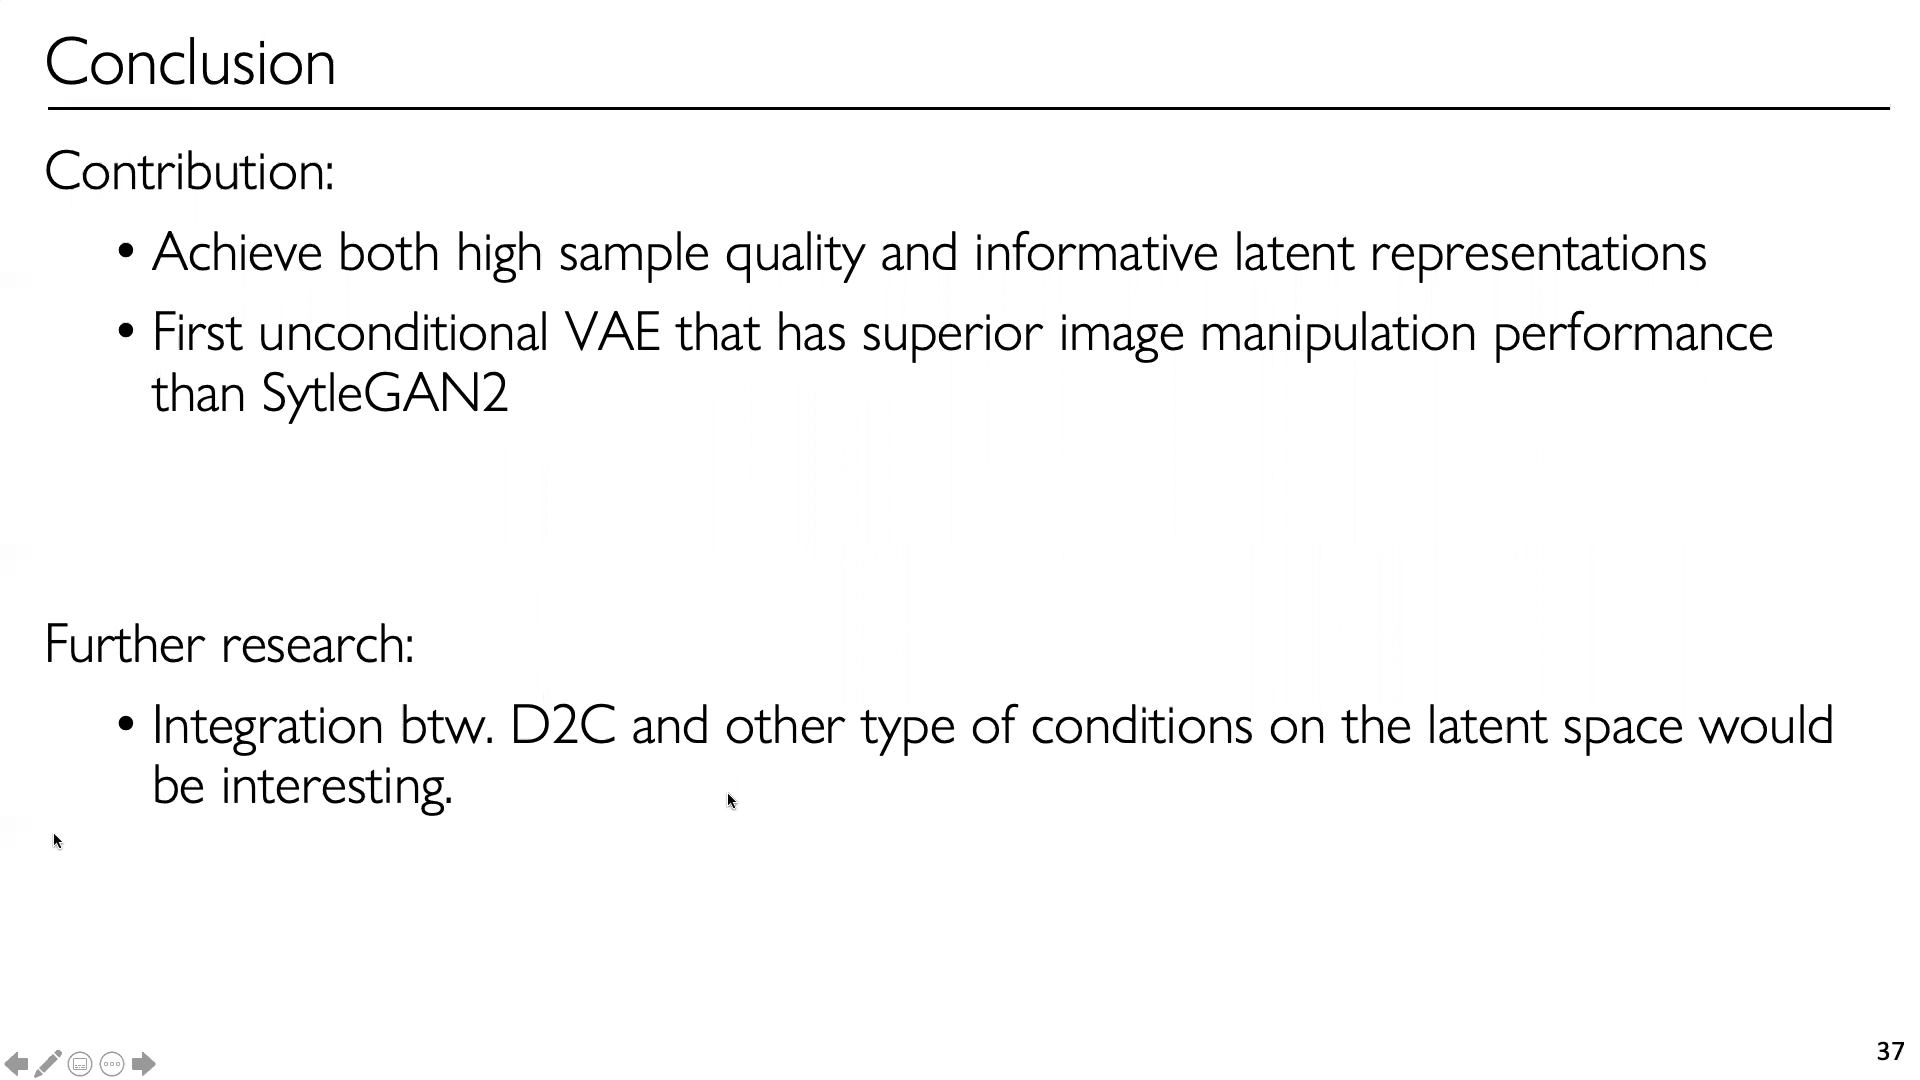 Conclusion
Contribution:
• Achieve both high sample quality and informative latent representations
• First unconditional VAE that has superior image manipulation performance
than SytleGAN2
Further research:
• Integration btw. D2C and other type of conditions on the latent space would
be interesting.
37